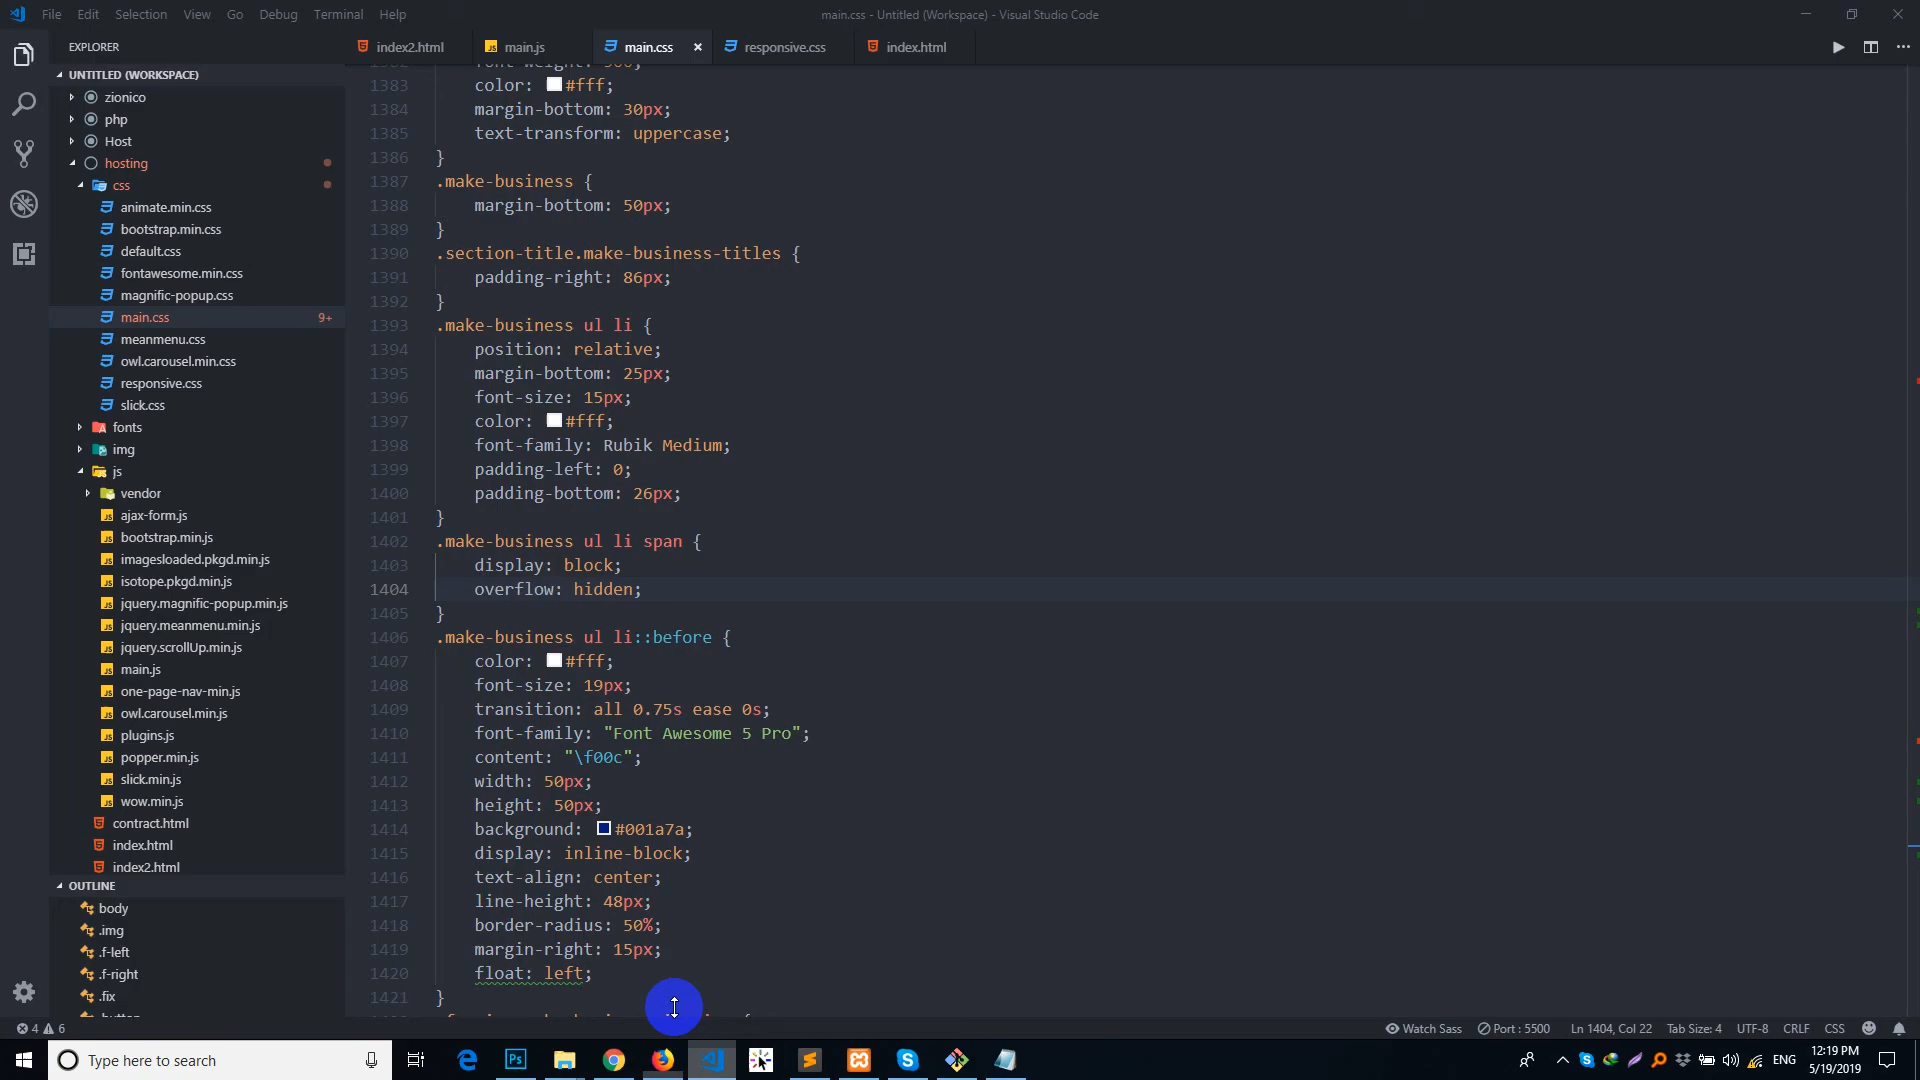 File Edit Selection View Go Debug Terminal Help
main.css - Untitled (Workspace) - Visual Studio Code
EXPLORER
UNTITLED (WORKSPACE)
zionico
php
Host
hosting
css
animate.min.css
bootstrap.min.css
default.css
fontawesome.min.css
magnific-popup.css
main.css 9+
meanmenu.css
owl.carousel.min.css
responsive.css
slick.css
fonts
img
js
vendor
ajax-form.js
bootstrap.min.js
imagesloaded.pkgd.min.js
isotope.pkgd.min.js
jquery.magnific-popup.min.js
jquery.meanmenu.min.js
jquery.scrollUp.min.js
main.js
one-page-nav-min.js
owl.carousel.min.js
plugins.js
popper.min.js
slick.min.js
wow.min.js
contract.html
index.html
index2.html
OUTLINE
body
.img
.f-left
.f-right
.fix
index2.html main.js main.css responsive.css index.html
1383 color: #fff;
1384 margin-bottom: 30px;
1385 text-transform: uppercase;
1386 }
1387 .make-business {
1388 margin-bottom: 50px;
1389 }
1390 .section-title.make-business-titles {
1391 padding-right: 86px;
1392 }
1393 .make-business ul li {
1394 position: relative;
1395 margin-bottom: 25px;
1396 font-size: 15px;
1397 color: #fff;
1398 font-family: Rubik Medium;
1399 padding-left: 0;
1400 padding-bottom: 26px;
1401 }
1402 .make-business ul li span {
1403 display: block;
1404 overflow: hidden;
1405 }
1406 .make-business ul li::before {
1407 color: #fff;
1408 font-size: 19px;
1409 transition: all 0.75s ease 0s;
1410 font-family: "Font Awesome 5 Pro";
1411 content: "\f00c";
1412 width: 50px;
1413 height: 50px;
1414 background: #001a7a;
1415 display: inline-block;
1416 text-align: center;
1417 line-height: 48px;
1418 border-radius: 50%;
1419 margin-right: 15px;
1420 float: left;
1421 }
4 6
Watch Sass Port : 5500 Ln 1404, Col 22 Tab Size: 4 UTF-8 CRLF CSS
Type here to search
Ps
ENG
12:19 PM
5/19/2019